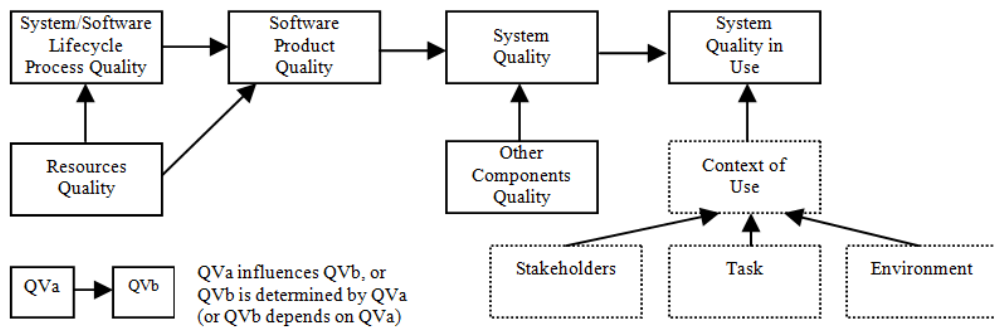 System/Software
Lifecycle
Process Quality
Software
Product
Quality
System
Quality
System
Quality in
Use
Resources
Quality
Other
Components
Quality
Context of
Use
Stakeholders
Task
Environment
QVa
QVb
QVa influences QVb, or
QVb is determined by QVa
(or QVb depends on QVa)